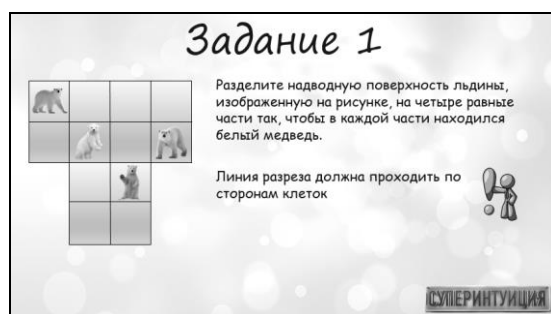 Задание 1
Разделите надводную поверхность льдины,
изображенную на рисунке, на четыре равные
части так, чтобы в каждой части находился
белый медведь.
Линия разреза должна проходить по
сторонам клеток
СУПЕРИНТУИЦИЯ